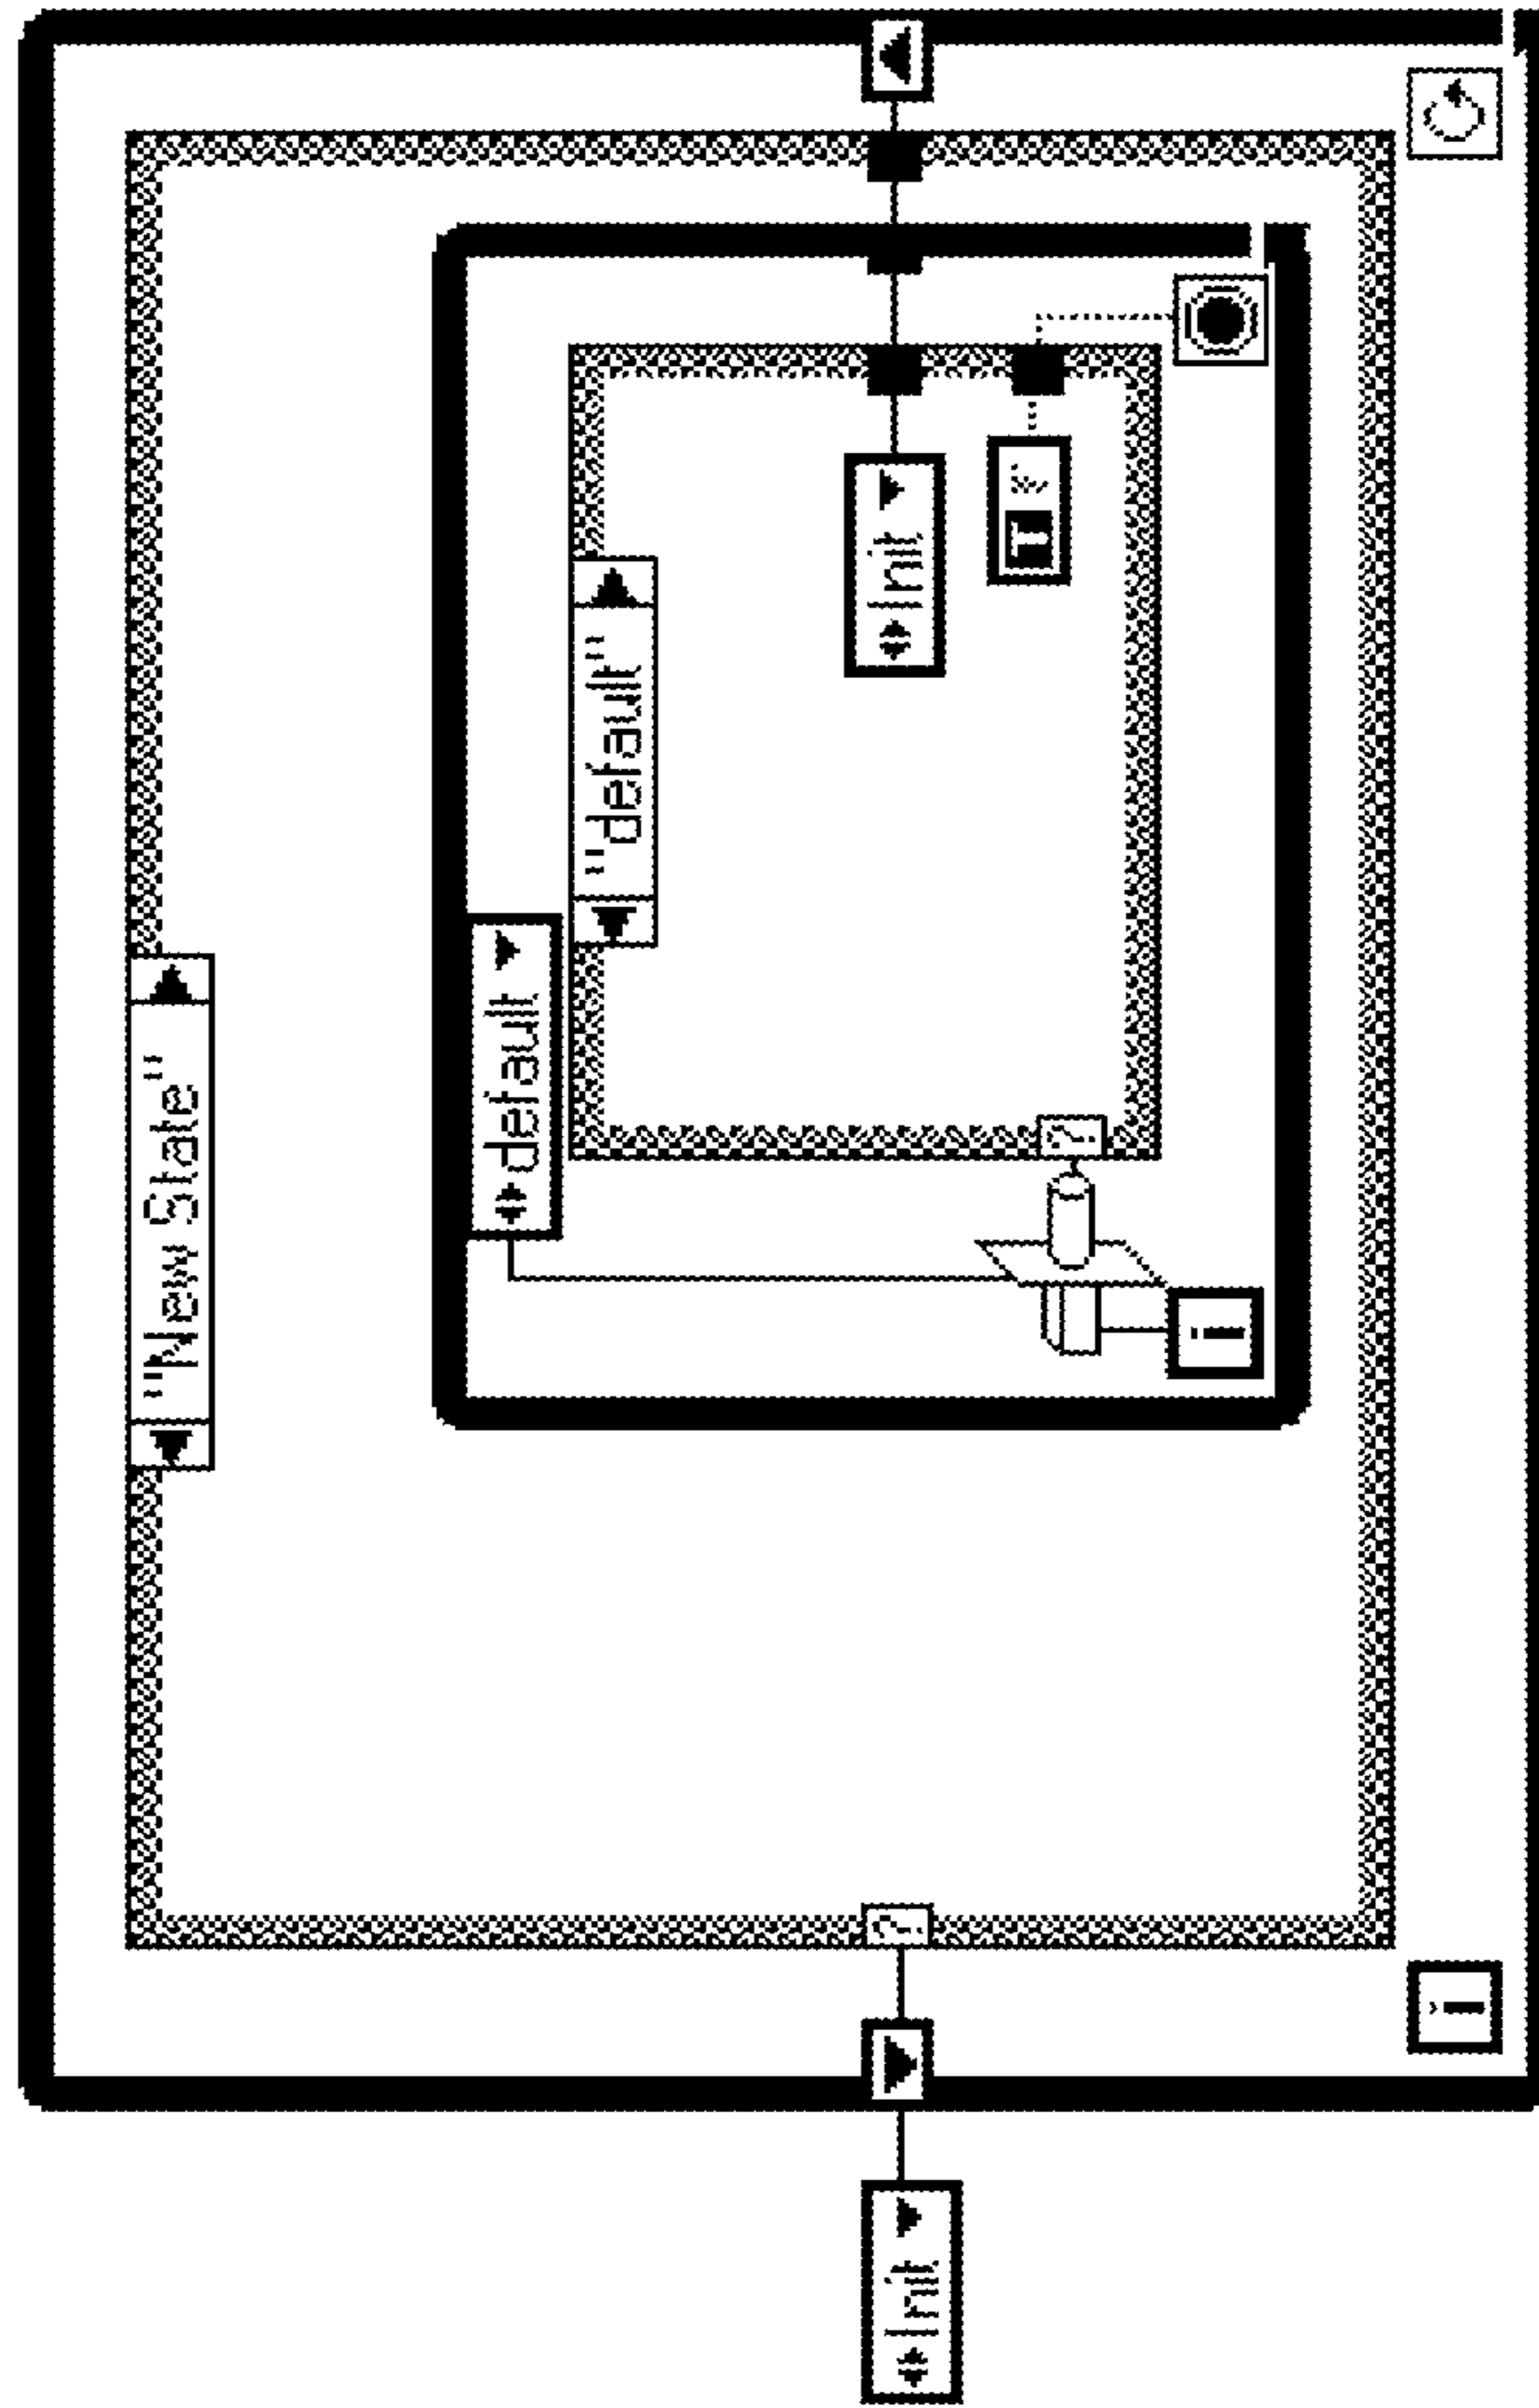 "New State"
default
"default"
Init
T F
i
Init
i